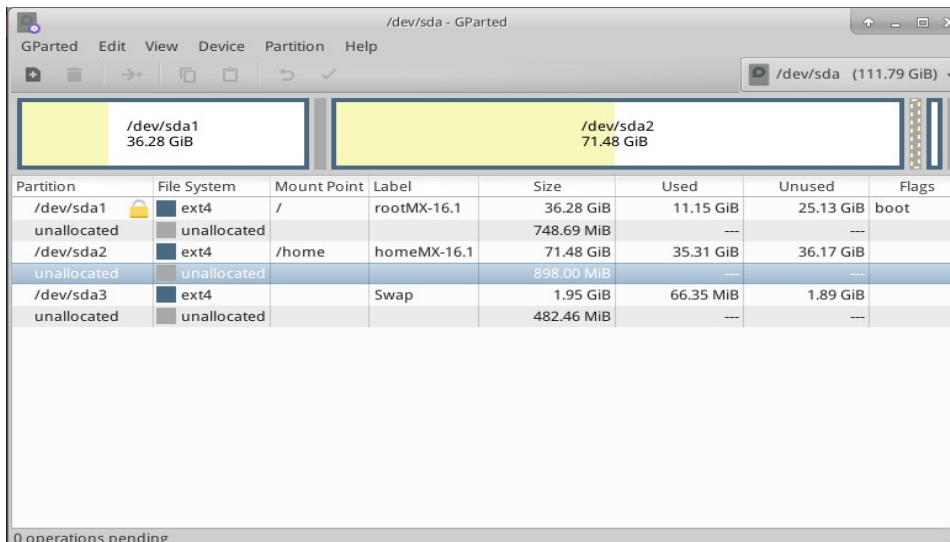 /dev/sda - GParted
GParted Edit View Device Partition Help
/dev/sda (111.79 GiB)
/dev/sda1
36.28 GiB
/dev/sda2
71.48 GiB
Partition File System Mount Point Label Size Used Unused Flags
/dev/sda1 ext4 / rootMX-16.1 36.28 GiB 11.15 GiB 25.13 GiB boot
unallocated unallocated 748.69 MiB --- ---
/dev/sda2 ext4 /home homeMX-16.1 71.48 GiB 35.31 GiB 36.17 GiB
unallocated unallocated 898.00 MiB --- ---
/dev/sda3 ext4 Swap 1.95 GiB 66.35 MiB 1.89 GiB
unallocated unallocated 482.46 MiB --- ---
0 operations pending